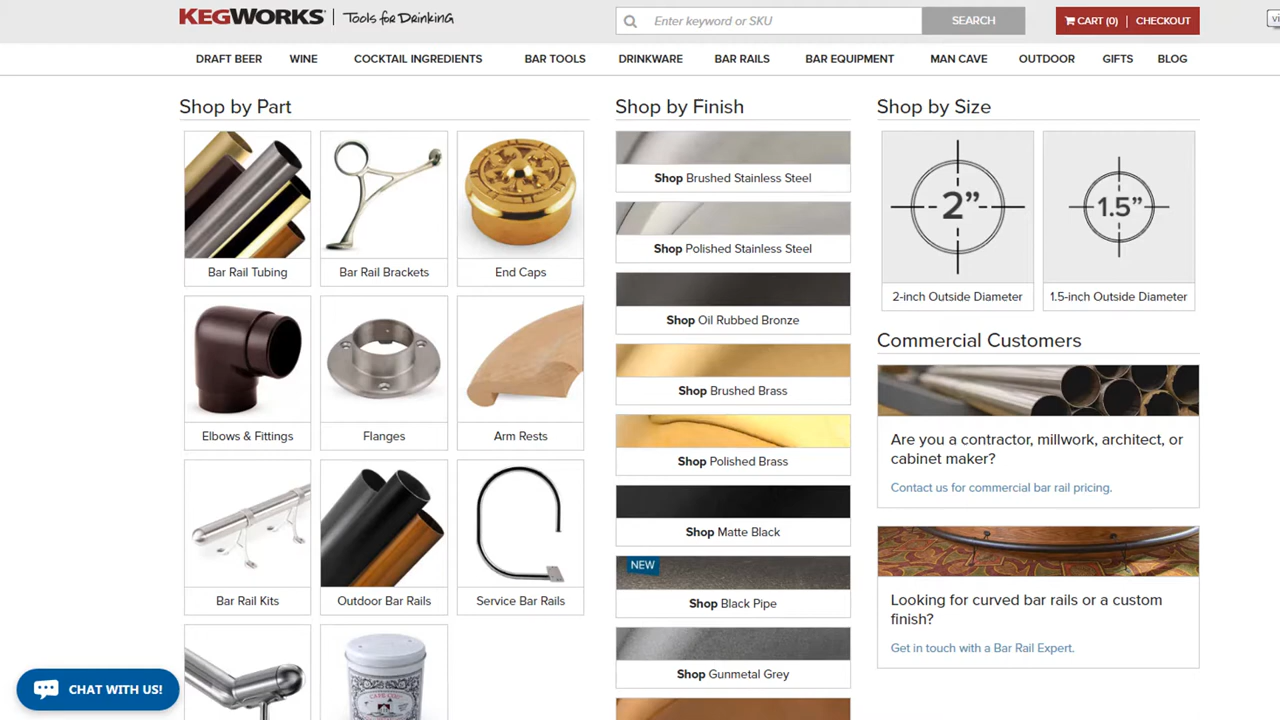 KEGWORKS | Tools for Drinking
Enter keyword or SKU
SEARCH
CART (0) | CHECKOUT
DRAFT BEER WINE COCKTAIL INGREDIENTS BAR TOOLS DRINKWARE BAR RAILS BAR EQUIPMENT MAN CAVE OUTDOOR GIFTS BLOG
Shop by Part
Bar Rail Tubing
Bar Rail Brackets
End Caps
Elbows & Fittings
Flanges
Arm Rests
Bar Rail Kits
Outdoor Bar Rails
Service Bar Rails
Shop by Finish
Shop Brushed Stainless Steel
Shop Polished Stainless Steel
Shop Oil Rubbed Bronze
Shop Brushed Brass
Shop Polished Brass
Shop Matte Black
NEW
Shop Black Pipe
Shop Gunmetal Grey
Shop by Size
2”
2-inch Outside Diameter
1.5”
1.5-inch Outside Diameter
Commercial Customers
Are you a contractor, millwork, architect, or
cabinet maker?
Contact us for commercial bar rail pricing.
Looking for curved bar rails or a custom
finish?
Get in touch with a Bar Rail Expert.
CHAT WITH US!